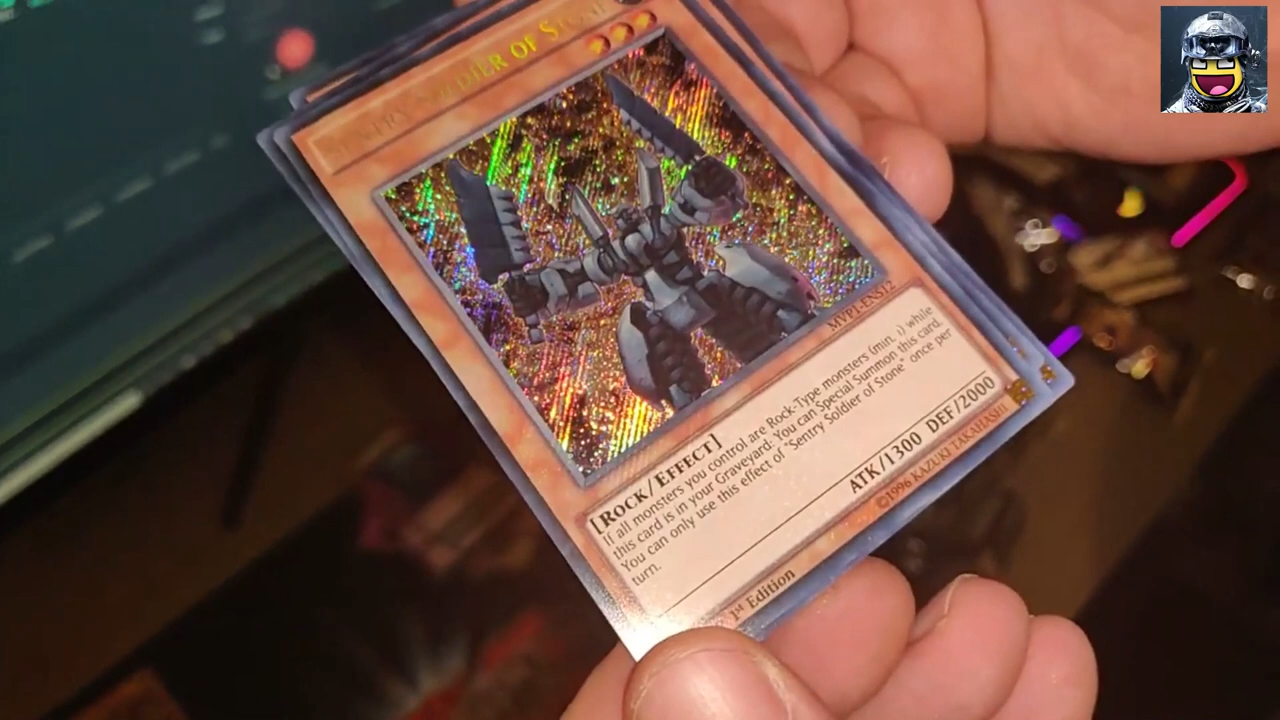 SENTRY SOLDIER OF STONE
MVP1-ENS12
[ROCK/EFFECT]
If all monsters you control are Rock-Type monsters (min. 1) while
this card is in your Graveyard: You can Special Summon this card.
You can only use this effect of "Sentry Soldier of Stone" once per
turn.
ATK/1300 DEF/2000
1st Edition
©1996 KAZUKI TAKAHASHI